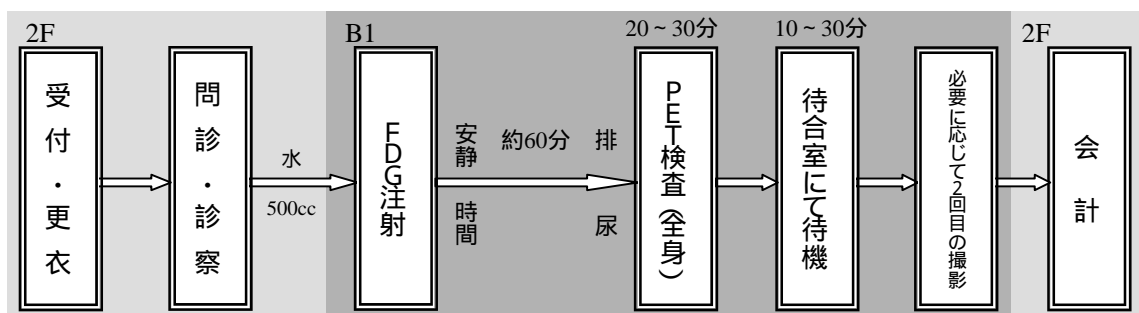 2F
受付・更衣
問診・診察
水
500cc
B1
FDG注射
安静
時間
約60分
排
尿
20~30分
PET検査(全身)
10~30分
待合室にて待機
必要に応じて2回目の撮影
2F
会計